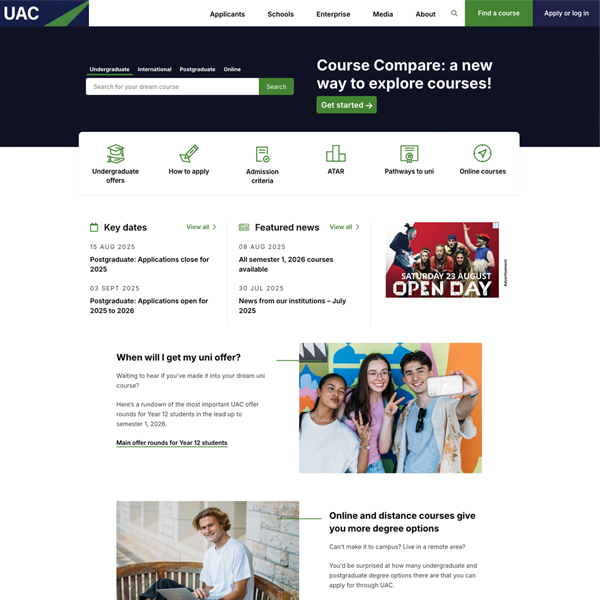 UAC
Applicants
Schools
Enterprise
Media
About
Find a course
Apply or log in
Undergraduate
International
Postgraduate
Online
Search for your dream course
Search
Course Compare: a new
way to explore courses!
Get started →
Undergraduate
offers
How to apply
Admission
criteria
ATAR
Pathways to uni
Online courses
Key dates
View all
15 AUG 2025
Postgraduate: Applications close for
2025
03 SEPT 2025
Postgraduate: Applications open for
2025 to 2026
Featured news
View all
08 AUG 2025
All semester 1, 2026 courses
available
30 JUL 2025
News from our institutions – July
2025
SATURDAY 23 AUGUST
OPEN DAY
Advertisement
When will I get my uni offer?
Waiting to hear if you've made it into your dream uni
course?
Here's a rundown of the most important UAC offer
rounds for Year 12 students in the lead up to
semester 1, 2026.
Main offer rounds for Year 12 students
Online and distance courses give
you more degree options
Can't make it to campus? Live in a remote area?
You'd be surprised at how many undergraduate and
postgraduate degree options there are that you can
apply for through UAC.